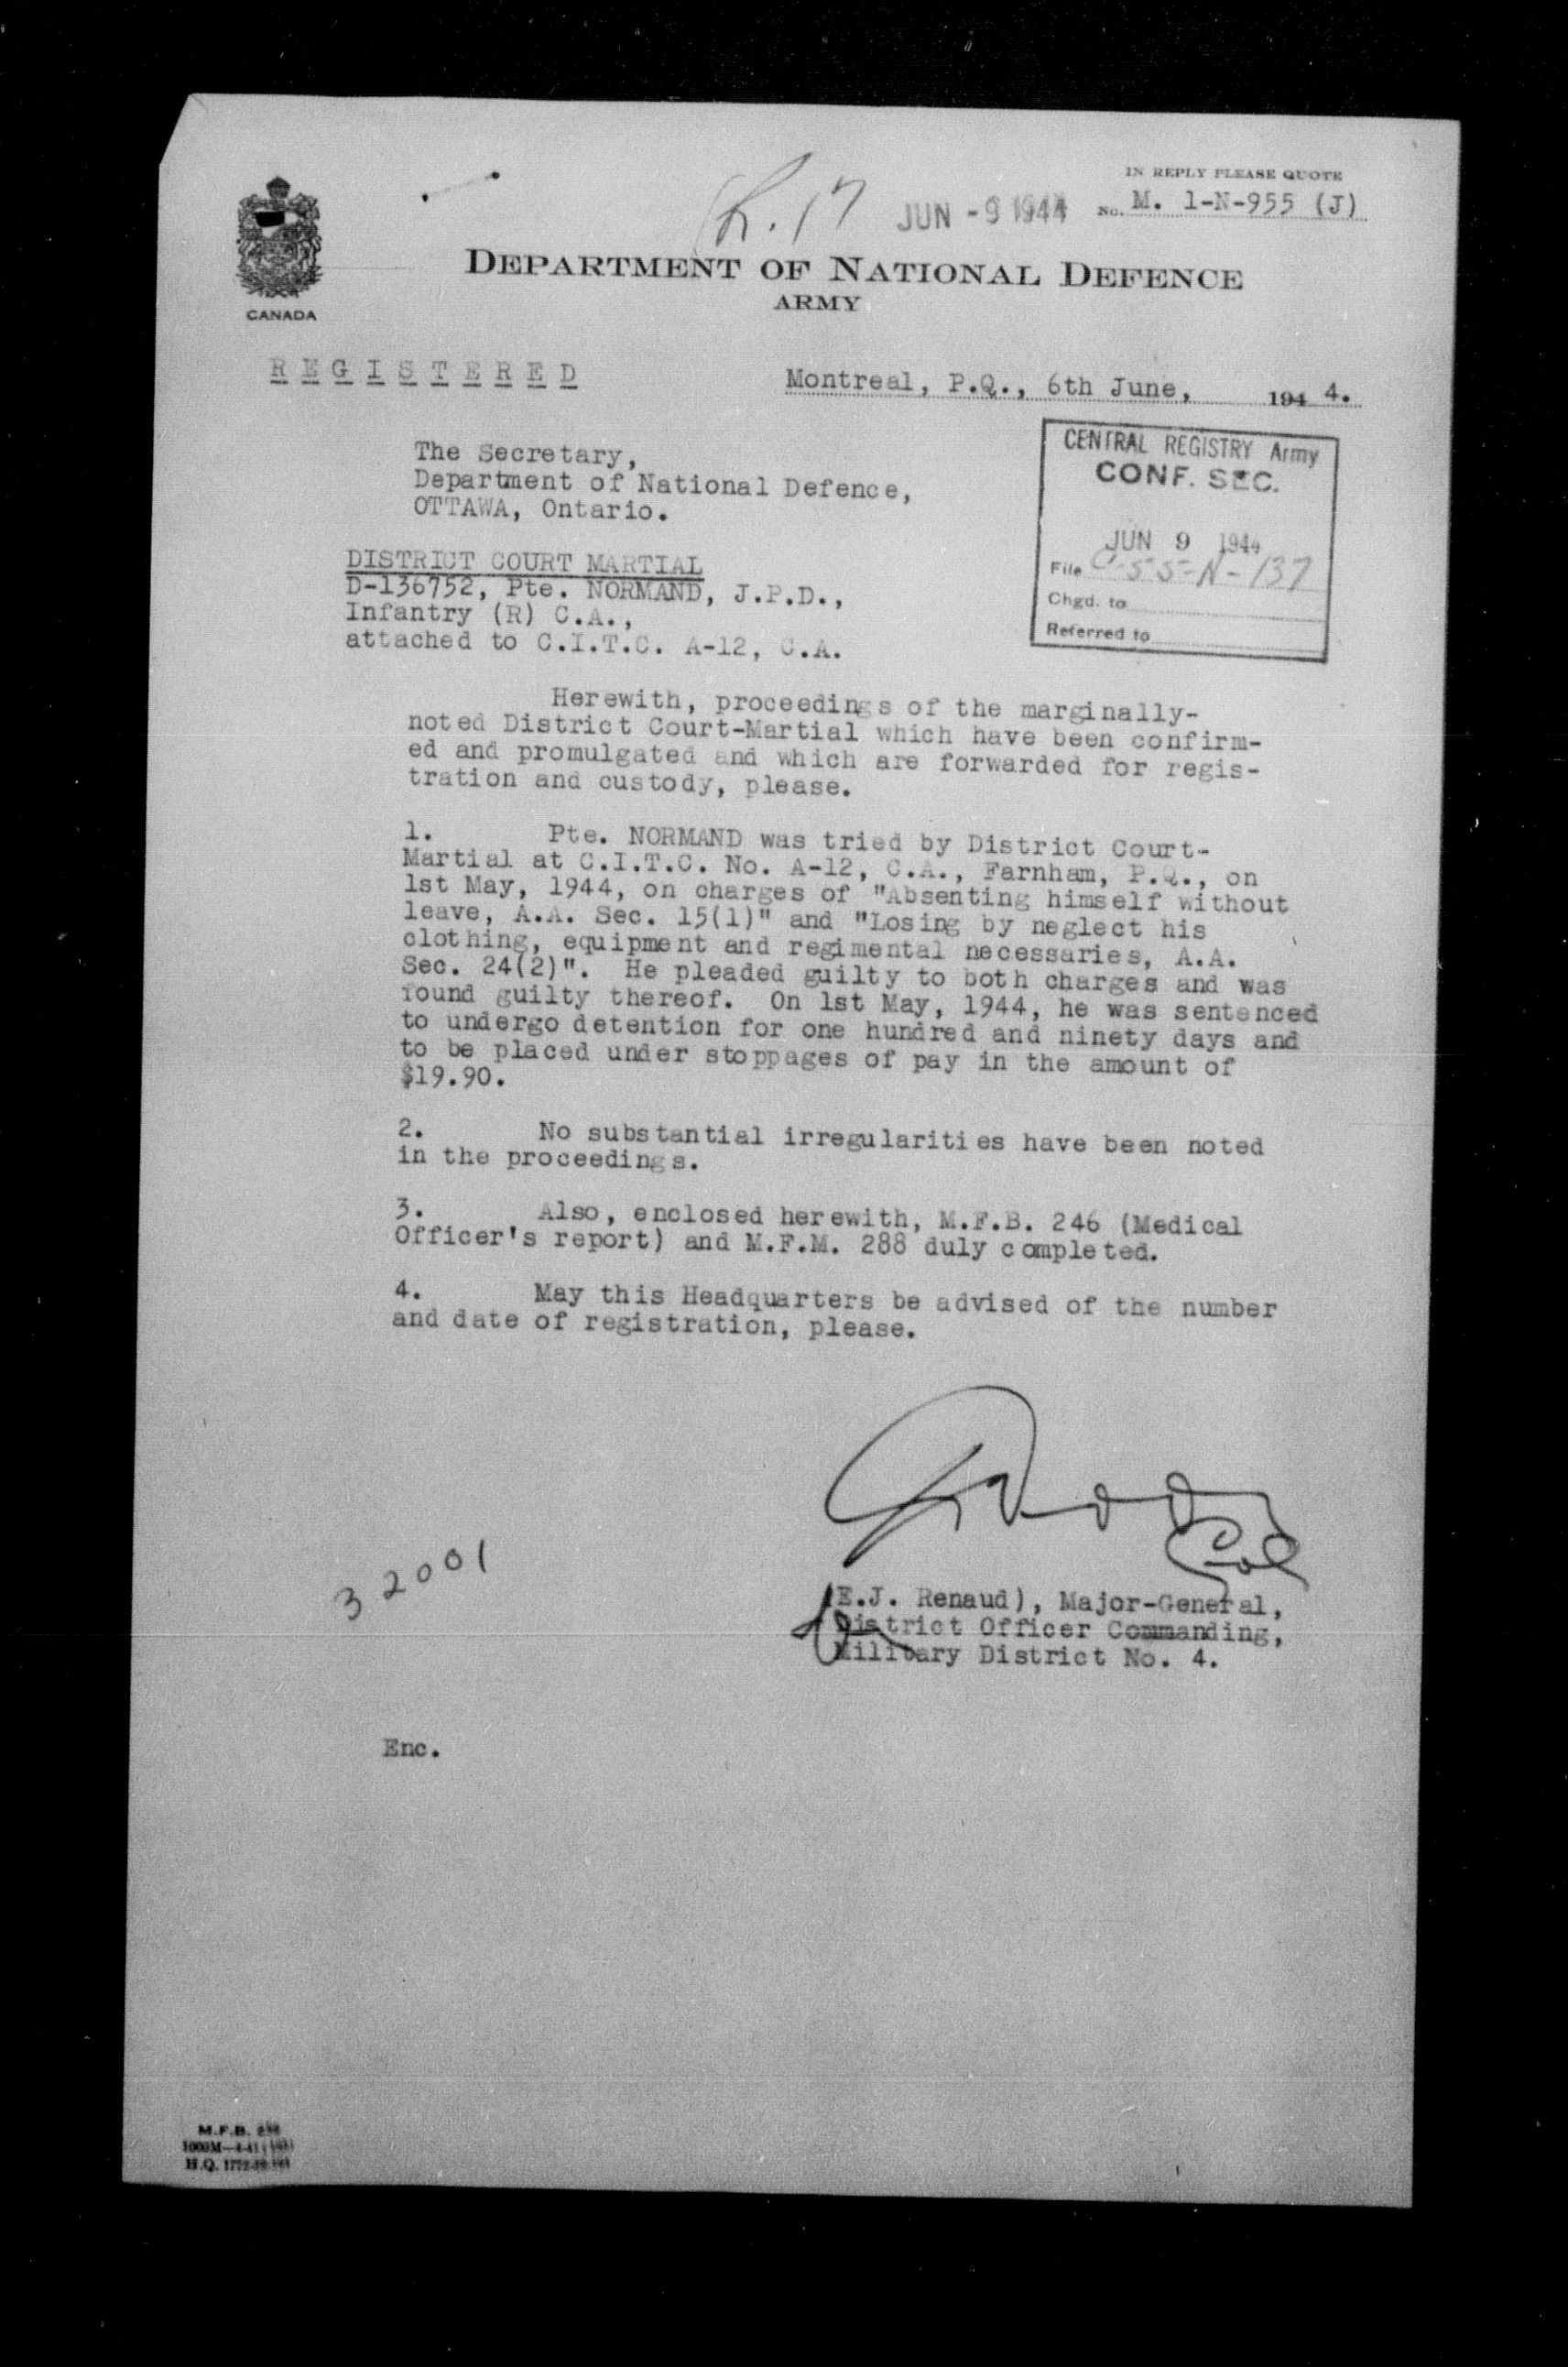 IN REPLY PLEASE QUOTE
JUN - 9 1944 No. M. 1-N-955 (J)
DEPARTMENT OF NATIONAL DEFENCE
ARMY
CANADA
R E G I S T E R E D
Montreal, P.Q., 6th June, 194 4.
The Secretary,
Department of National Defence,
OTTAWA, Ontario.
CENTRAL REGISTRY Army
CONF. SEC.
JUN 9 1944
File C-55-N-137
Chgd. to
Referred to
DISTRICT COURT MARTIAL
D-136752, Pte. NORMAND, J.P.D.,
Infantry (R) C.A.,
attached to C.I.T.C. A-12, C.A.
Herewith, proceedings of the marginally-
noted District Court-Martial which have been confirm-
ed and promulgated and which are forwarded for regis-
tration and custody, please.
1. Pte. NORMAND was tried by District Court-
Martial at C.I.T.C. No. A-12, C.A., Farnham, P.Q., on
1st May, 1944, on charges of "Absenting himself without
leave, A.A. Sec. 15(1)" and "Losing by neglect his
clothing, equipment and regimental necessaries, A.A.
Sec. 24(2)". He pleaded guilty to both charges and was
found guilty thereof. On 1st May, 1944, he was sentenced
to undergo detention for one hundred and ninety days and
to be placed under stoppages of pay in the amount of
$19.90.
2. No substantial irregularities have been noted
in the proceedings.
3. Also, enclosed herewith, M.F.B. 246 (Medical
Officer's report) and M.F.M. 288 duly completed.
4. May this Headquarters be advised of the number
and date of registration, please.
Col
32001
(E.J. Renaud), Major-General,
District Officer Commanding,
Military District No. 4.
Enc.
M.F.B.
H.Q.